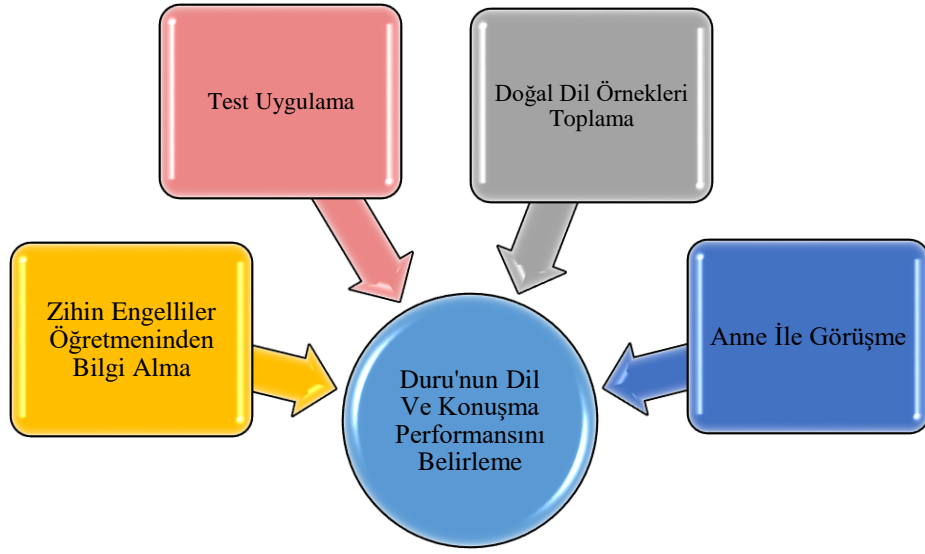 Test Uygulama
Doğal Dil Örnekleri
Toplama
Zihin Engelliler
Öğretmeninden
Bilgi Alma
Anne İle Görüşme
Duru'nun Dil
Ve Konuşma
Performansını
Belirleme